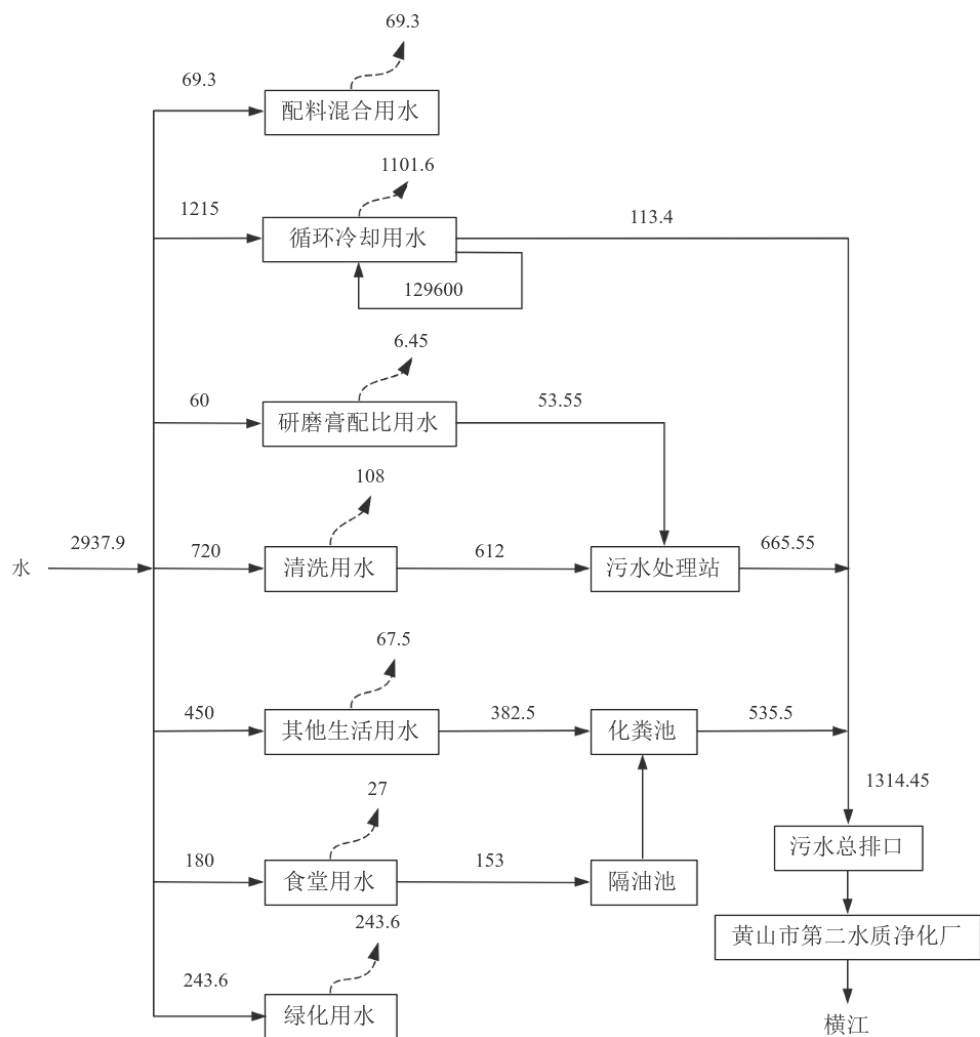 69.3
69.3
配料混合用水
1101.6
1215
113.4
循环冷却用水
129600
6.45
60
53.55
研磨膏配比用水
108
水
2937.9
720
612
665.55
清洗用水
污水处理站
67.5
450
382.5
535.5
其他生活用水
化粪池
27
1314.45
180
153
污水总排口
食堂用水
隔油池
243.6
黄山市第二水质净化厂
243.6
绿化用水
横江